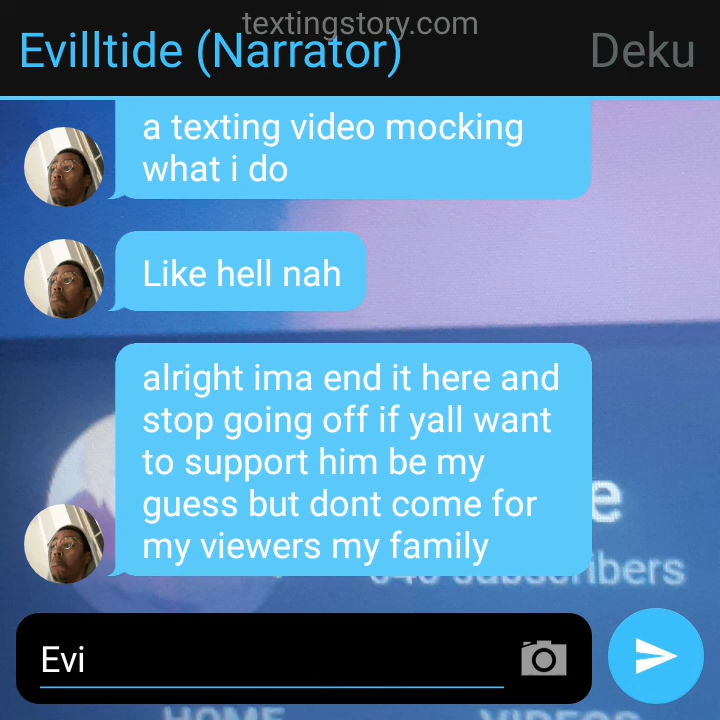 textingstory.com
Evilltide (Narrator)
Deku
a texting video mocking
what i do
Like hell nah
alright ima end it here and
stop going off if yall want
to support him be my
guess but dont come for
my viewers my family
e
Evi
HOME
VIDEOS